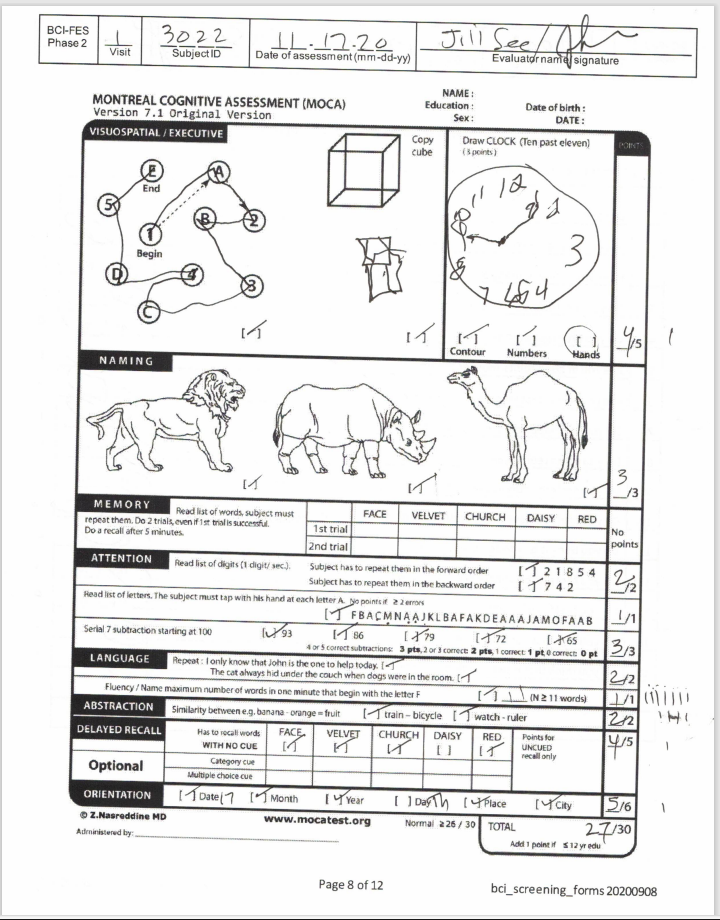 BCI-FES
Phase 2
1
Visit
3022
Subject ID
11.17.20
Date of assessment (mm-dd-yy)
Jill See/
Evaluator name/signature
MONTREAL COGNITIVE ASSESSMENT (MOCA)
Version 7.1 Original Version
NAME :
Education :
Sex :
Date of birth :
DATE :
VISUOSPATIAL / EXECUTIVE
Copy
cube
Draw CLOCK (Ten past eleven)
(3 points)
POINTS
E
End
A
5
B
2
1
Begin
D
4
3
C
11 12
3
4
7
8
[✓]
[✓]
[✓]
Contour
[✓]
Numbers
[ ]
Hands
4/5
1
NAMING
[✓]
[✓]
[✓]
3/3
MEMORY
Read list of words, subject must
repeat them. Do 2 trials, even if 1st trial is successful.
Do a recall after 5 minutes.
FACE VELVET CHURCH DAISY RED
1st trial
2nd trial
No
points
ATTENTION
Read list of digits (1 digit/ sec.).
Subject has to repeat them in the forward order [✓] 2 1 8 5 4
Subject has to repeat them in the backward order [✓] 7 4 2
2/2
Read list of letters. The subject must tap with his hand at each letter A. No points if ≥ 2 errors
[✓] F B A C M N A A J K L B A F A K D E A A A J A M O F A A B
1/1
Serial 7 subtraction starting at 100 [✓] 93 [✓] 86 [✓] 79 [✓] 72 [✓] 65
4 or 5 correct subtractions: 3 pts, 2 or 3 correct: 2 pts, 1 correct: 1 pt, 0 correct: 0 pt
3/3
LANGUAGE
Repeat : I only know that John is the one to help today. [✓]
The cat always hid under the couch when dogs were in the room. [✓]
2/2
Fluency / Name maximum number of words in one minute that begin with the letter F [✓] (N ≥ 11 words)
1/1
ABSTRACTION
Similarity between e.g. banana - orange = fruit [✓] train – bicycle [✓] watch - ruler
2/2
DELAYED RECALL
Has to recall words
WITH NO CUE
FACE [✓] VELVET [✓] CHURCH [✓] DAISY [ ] RED [✓]
Points for
UNCUED
recall only
4/5
1
Optional
Category cue
Multiple choice cue
ORIENTATION
[✓] Date 17 [✓] Month [✓] Year [ ] Day Th [✓] Place [✓] City
5/6
1
© Z.Nasreddine MD
www.mocatest.org
Normal ≥ 26 / 30
TOTAL 27/30
Add 1 point if ≤ 12 yr edu
Administered by:
Page 8 of 12
bci_screening_forms 20200908